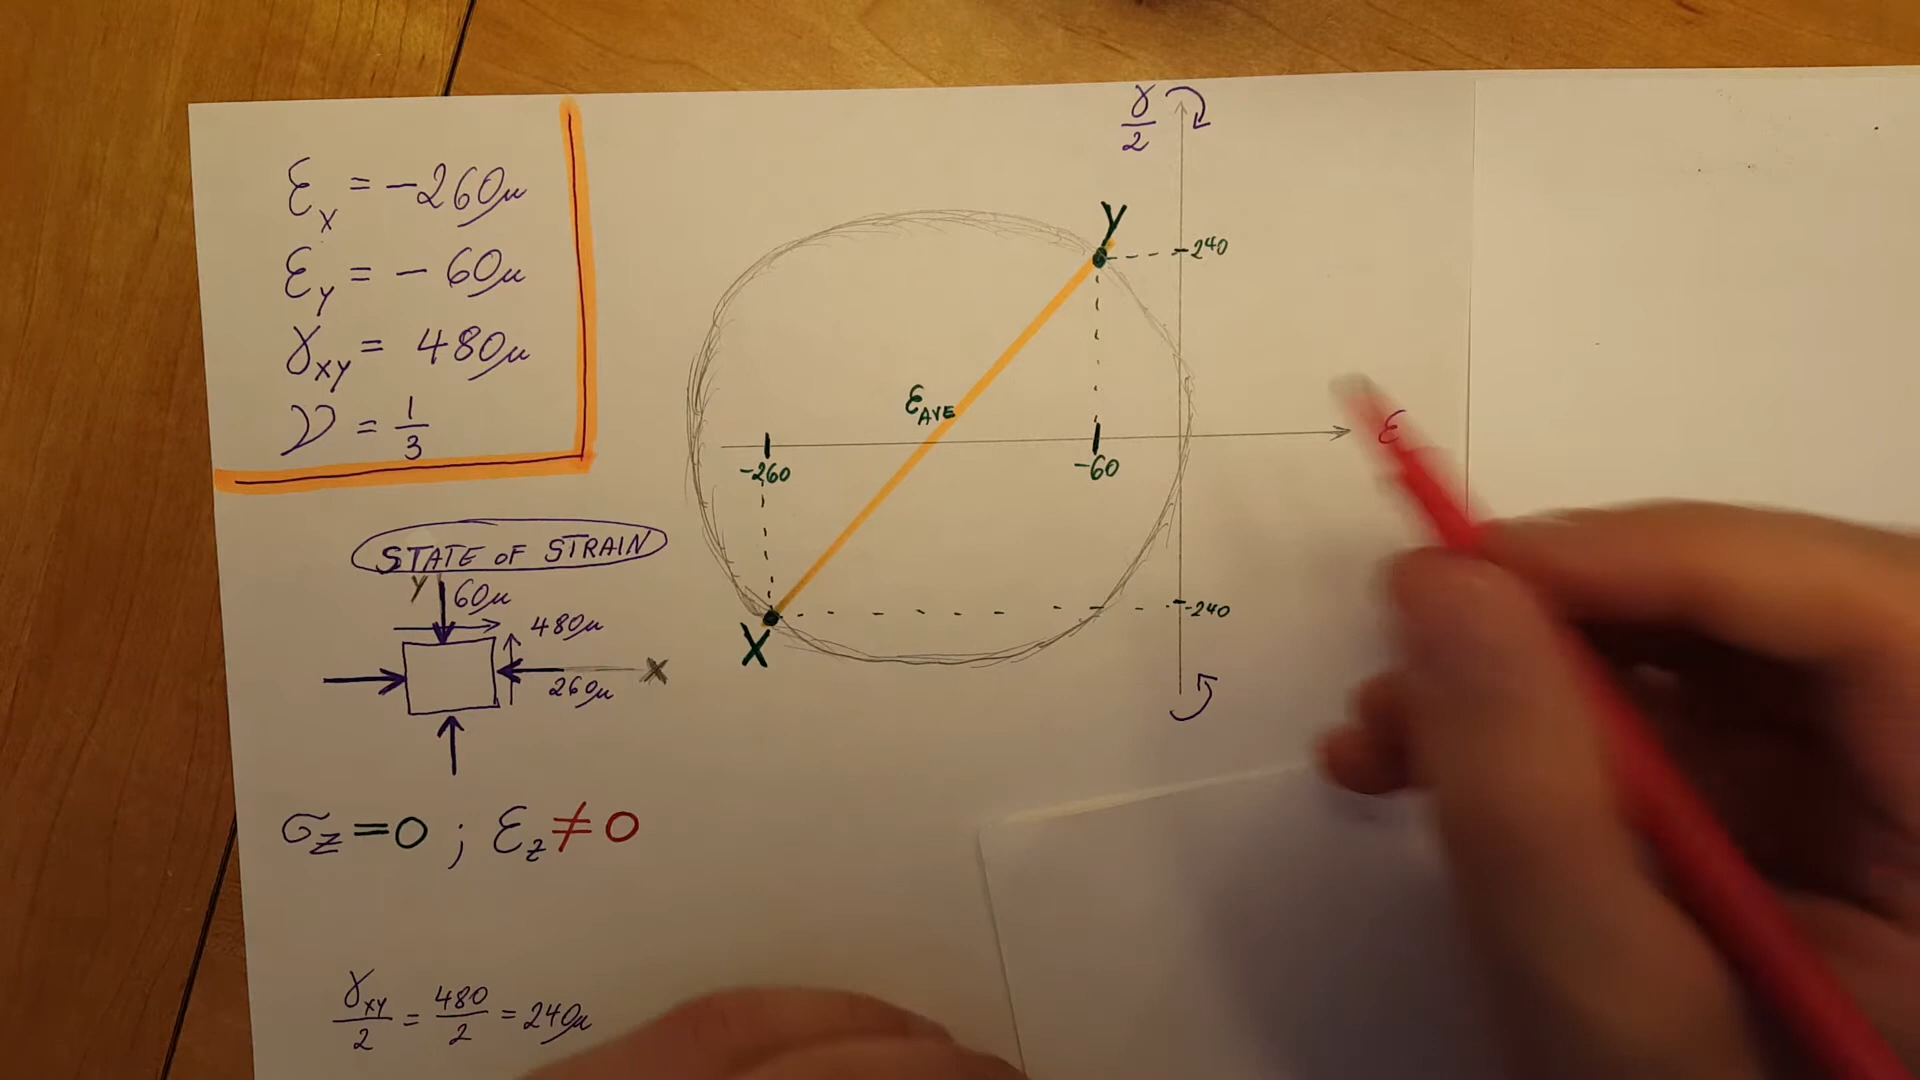 εx = -260μ
εy = - 60μ
γxy = 480μ
ν = 1/3
STATE OF STRAIN
Y
60μ
480μ
260μ
X
σz = 0 ; εz ≠ 0
γxy/2 = 480/2 = 240μ
γ/2
Y
240
εAVE
ε
-260
-60
-240
X